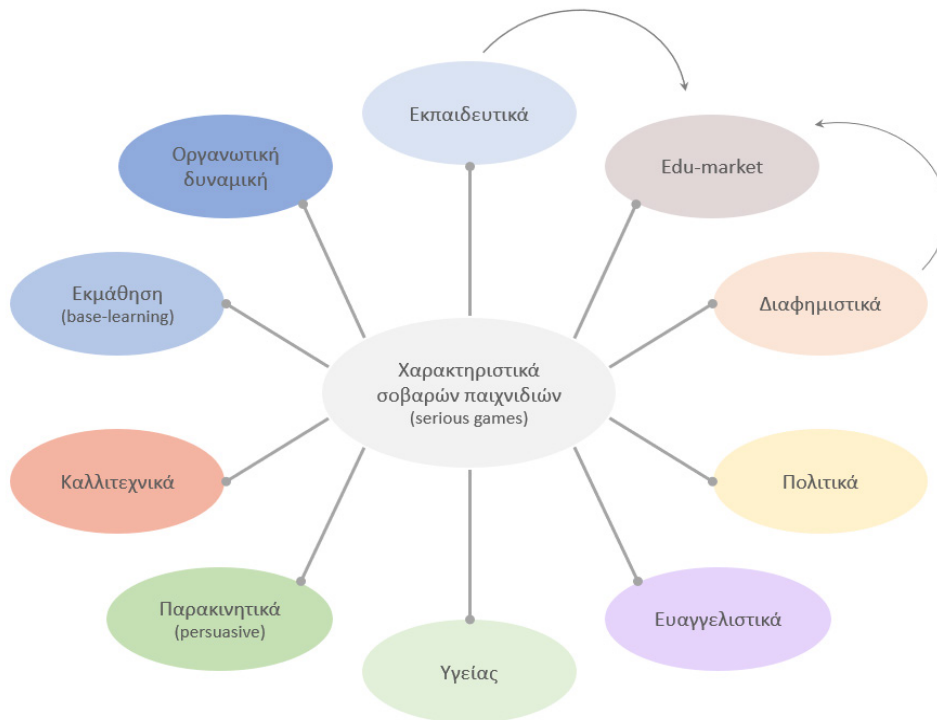 Εκπαιδευτικά
Edu-market
Διαφημιστικά
Πολιτικά
Ευαγγελιστικά
Υγείας
Παρακινητικά
(persuasive)
Καλλιτεχνικά
Εκμάθηση
(base-learning)
Οργανωτική
δυναμική
Χαρακτηριστικά
σοβαρών παιχνιδιών
(serious games)